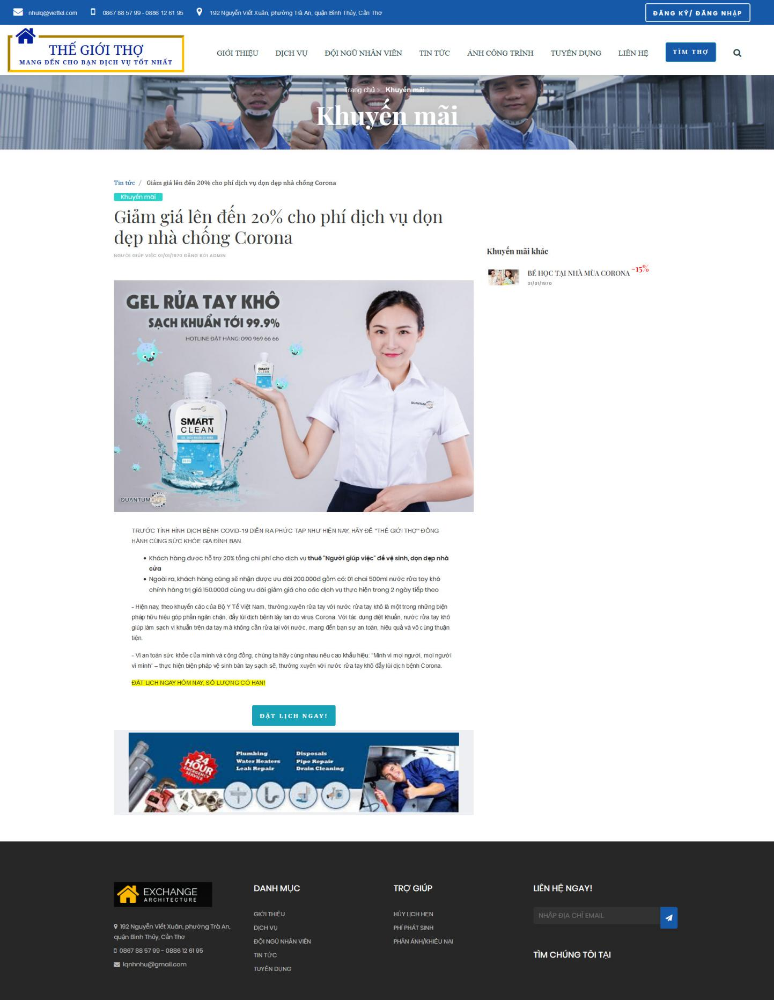 nhulq@viettel.com 0867 88 57 99 - 0886 12 61 95 192 Nguyễn Viết Xuân, phường Trà An, quận Bình Thủy, Cần Thơ ĐĂNG KÝ/ ĐĂNG NHẬP
THẾ GIỚI THỢ
MANG ĐẾN CHO BẠN DỊCH VỤ TỐT NHẤT
GIỚI THIỆU DỊCH VỤ ĐỘI NGŨ NHÂN VIÊN TIN TỨC ẢNH CÔNG TRÌNH TUYỂN DỤNG LIÊN HỆ TÌM THỢ
Trang chủ > Khuyến mãi >
Khuyến mãi
Tin tức / Giảm giá lên đến 20% cho phí dịch vụ dọn dẹp nhà chống Corona
Khuyến mãi
Giảm giá lên đến 20% cho phí dịch vụ dọn
dẹp nhà chống Corona
NGƯỜI GIÚP VIỆC 01/01/1970 ĐĂNG BỞI ADMIN
Khuyến mãi khác
BÉ HỌC TẠI NHÀ MÙA CORONA -15%
01/01/1970
GEL RỬA TAY KHÔ
SẠCH KHUẨN TỚI 99.9%
HOTLINE ĐẶT HÀNG: 090 969 66 66
SMART
CLEAN
QUANTUMCARE
QUANTUM
SMART
CLEAN
GEL SẠCH KHUẨN CÁ NHÂN
99.9%
QUANTUMCARE
TRƯỚC TÌNH HÌNH DỊCH BỆNH COVID-19 DIỄN RA PHỨC TẠP NHƯ HIỆN NAY, HÃY ĐỂ "THẾ GIỚI THỢ" ĐỒNG
HÀNH CÙNG SỨC KHỎE GIA ĐÌNH BẠN.
• Khách hàng được hỗ trợ 20% tổng chi phí cho dịch vụ thuê "Người giúp việc" để vệ sinh, dọn dẹp nhà
cửa
• Ngoài ra, khách hàng cũng sẽ nhận được ưu đãi 200.000đ gồm có: 01 chai 500ml nước rửa tay khô
chính hãng trị giá 150.000đ cùng ưu đãi giảm giá cho các dịch vụ thực hiện trong 2 ngày tiếp theo
- Hiện nay, theo khuyến cáo của Bộ Y Tế Việt Nam, thường xuyên rửa tay với nước rửa tay khô là một trong những biện
pháp hữu hiệu góp phần ngăn chặn, đẩy lùi dịch bệnh lây lan do virus Corona. Với tác dụng diệt khuẩn, nước rửa tay khô
giúp làm sạch vi khuẩn trên da tay mà không cần rửa lại với nước, mang đến bạn sự an toàn, hiệu quả và vô cùng thuận
tiện.
- Vì an toàn sức khỏe của mình và cộng đồng, chúng ta hãy cùng nhau nêu cao khẩu hiệu: "Mình vì mọi người, mọi người
vì mình" – thực hiện biện pháp vệ sinh bàn tay sạch sẽ, thường xuyên với nước rửa tay khô đẩy lùi dịch bệnh Corona.
ĐẶT LỊCH NGAY HÔM NAY, SỐ LƯỢNG CÓ HẠN!
ĐẶT LỊCH NGAY!
24
HOUR
EMERGENCY
SERVICE
Plumbing
Water Heaters
Leak Repair
Disposals
Pipe Repair
Drain Cleaning
EXCHANGE
ARCHITECTURE
192 Nguyễn Viết Xuân, phường Trà An,
quận Bình Thủy, Cần Thơ
0867 88 57 99 - 0886 12 61 95
lqnhnhu@gmail.com
DANH MỤC
GIỚI THIỆU
DỊCH VỤ
ĐỘI NGŨ NHÂN VIÊN
TIN TỨC
TUYỂN DỤNG
TRỢ GIÚP
HỦY LỊCH HẸN
PHÍ PHÁT SINH
PHẢN ÁNH/KHIẾU NẠI
LIÊN HỆ NGAY!
NHẬP ĐỊA CHỈ EMAIL
TÌM CHÚNG TÔI TẠI